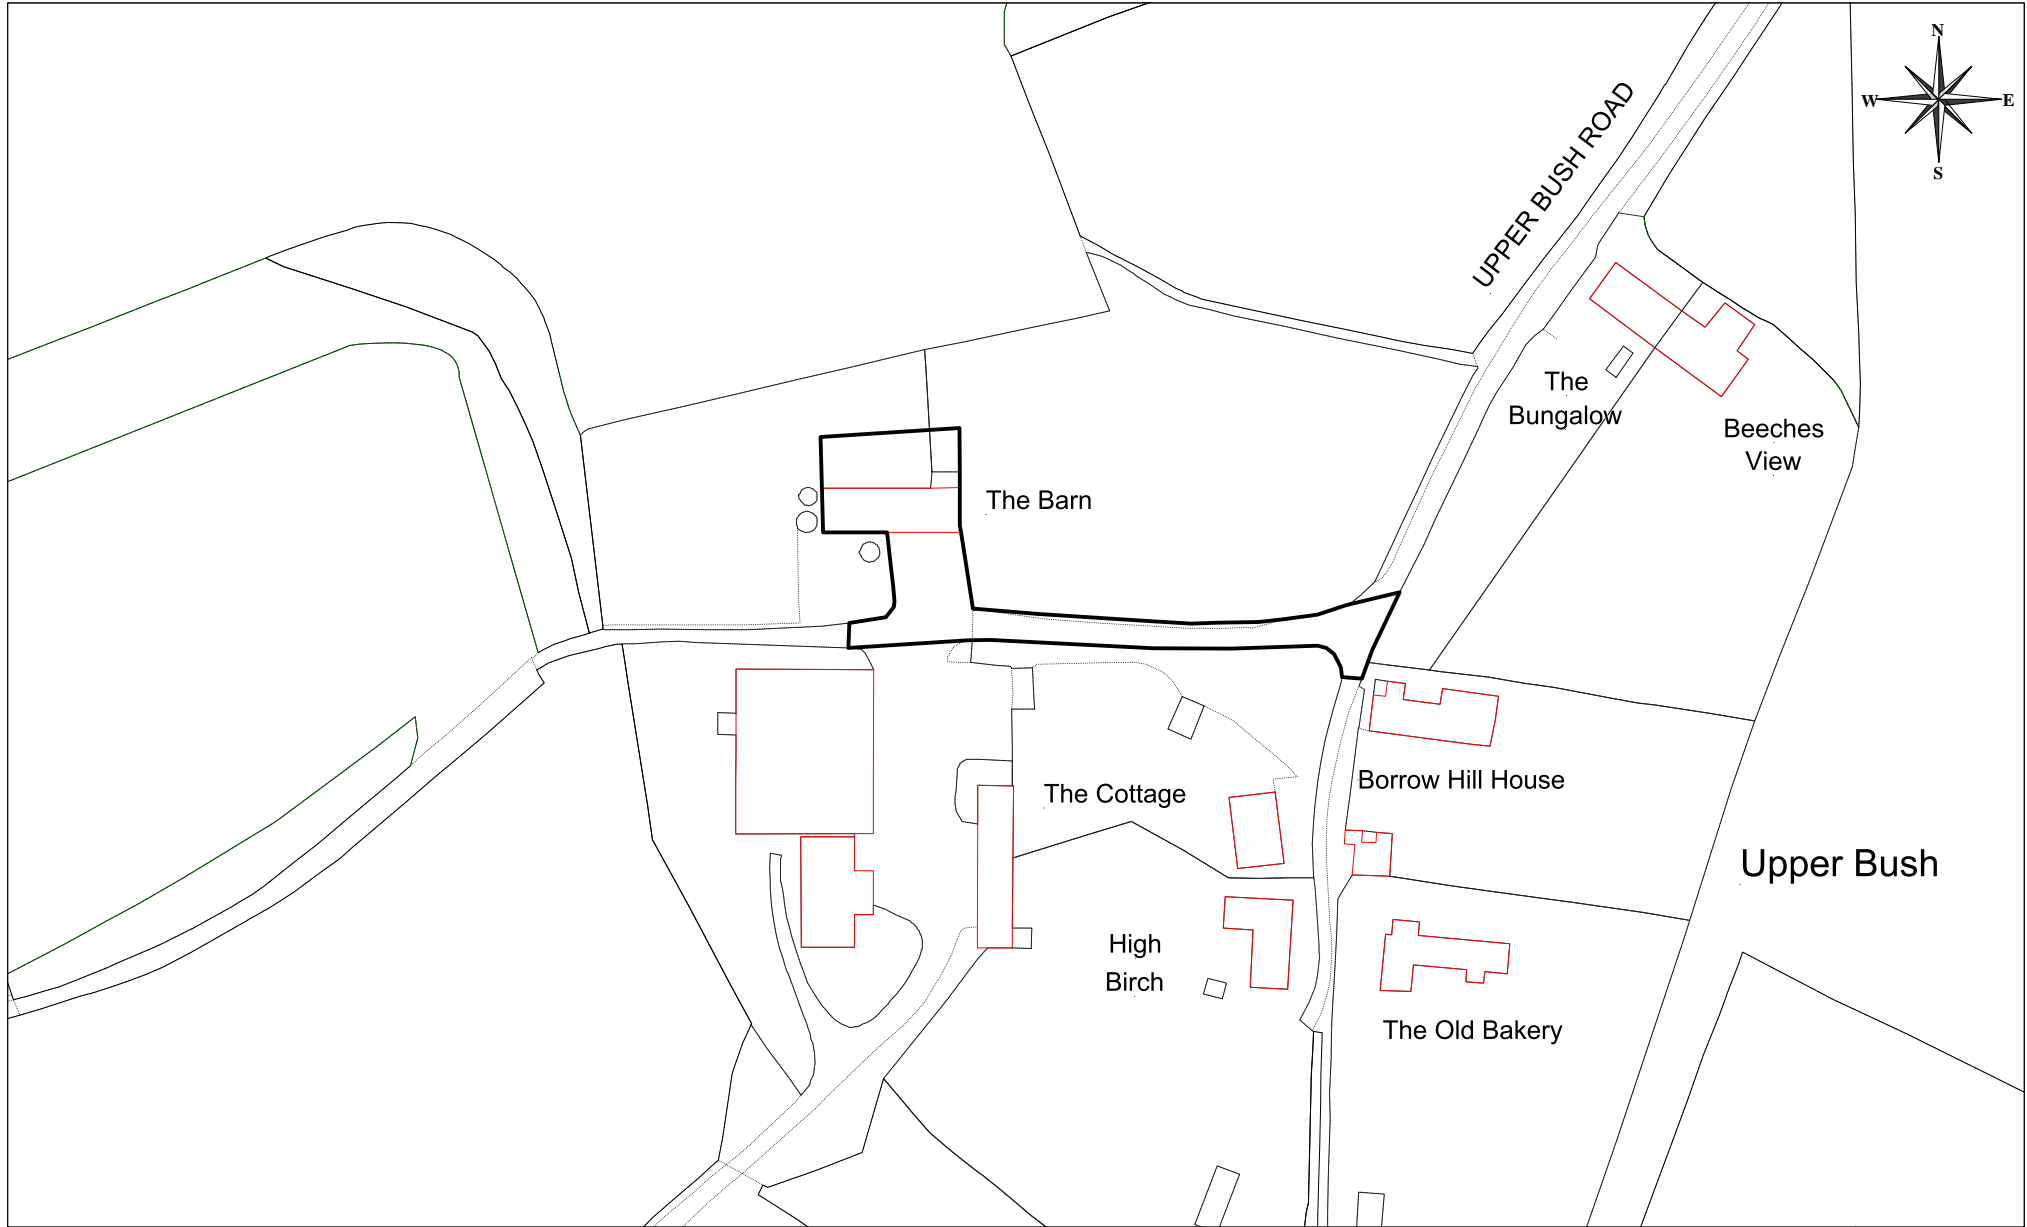 N
W E
S
UPPER BUSH ROAD
The
Bungalow
Beeches
View
The Barn
Borrow Hill House
The Cottage
Upper Bush
High
Birch
The Old Bakery